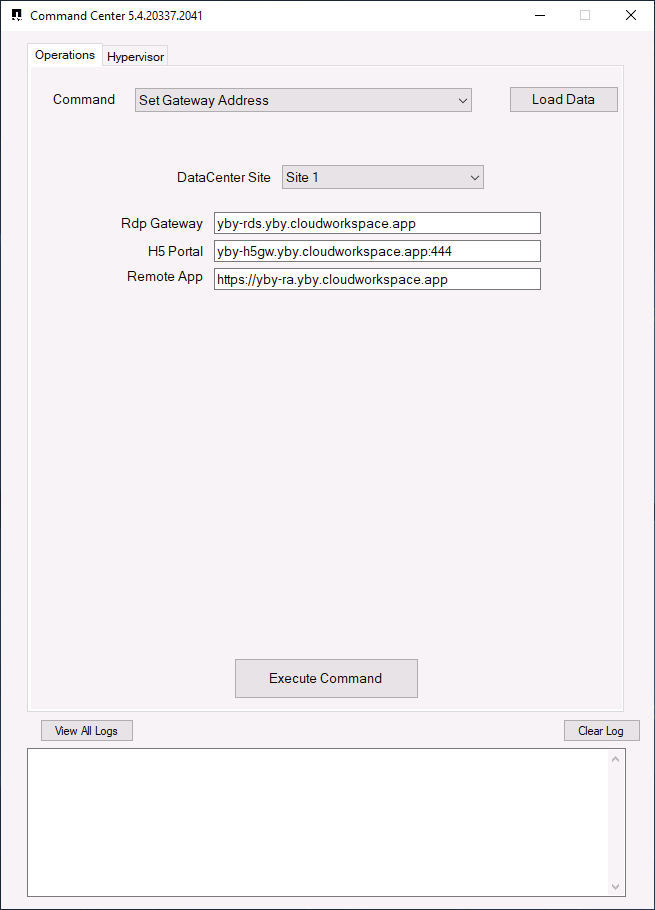 Command Center 5.4.20337.2041
Operations
Hypervisor
Command
Set Gateway Address
Load Data
DataCenter Site
Site 1
Rdp Gateway
yby-rds.yby.cloudworkspace.app
H5 Portal
yby-h5gw.yby.cloudworkspace.app:444
Remote App
https://yby-ra.yby.cloudworkspace.app
Execute Command
View All Logs
Clear Log